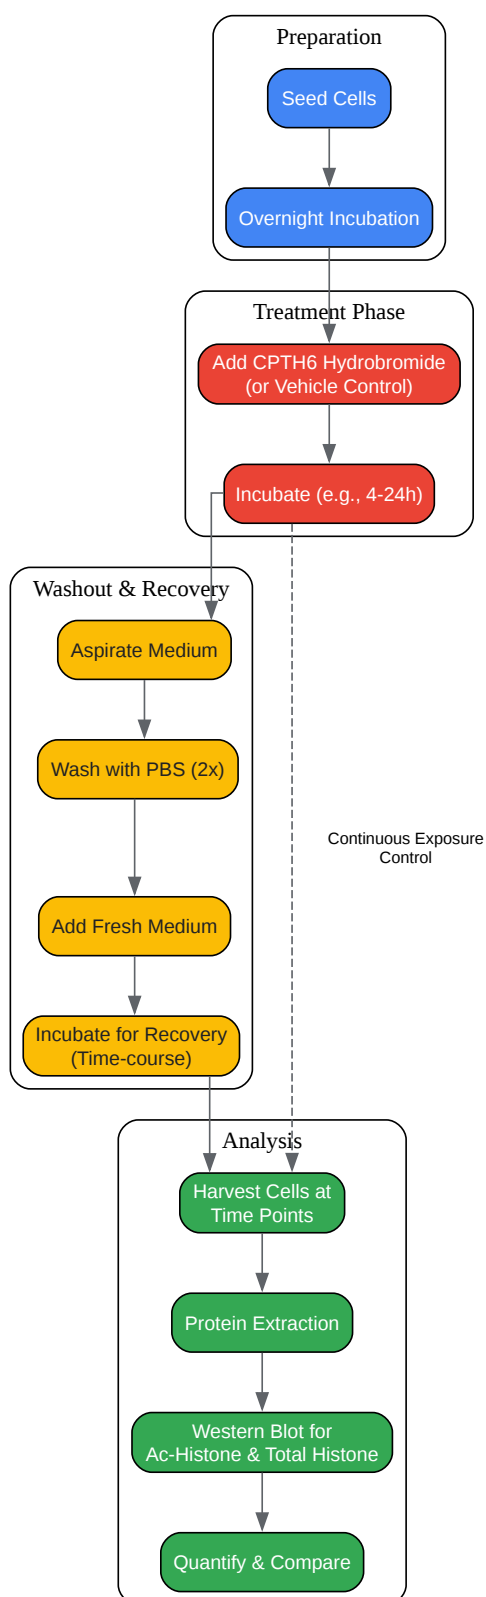 Preparation
Seed Cells
Overnight Incubation
Treatment Phase
Add CPTH6 Hydrobromide
(or Vehicle Control)
Incubate (e.g., 4-24h)
Washout & Recovery
Aspirate Medium
Wash with PBS (2x)
Continuous Exposure
Control
Add Fresh Medium
Incubate for Recovery
(Time-course)
Analysis
Harvest Cells at
Time Points
Protein Extraction
Western Blot for
Ac-Histone & Total Histone
Quantify & Compare